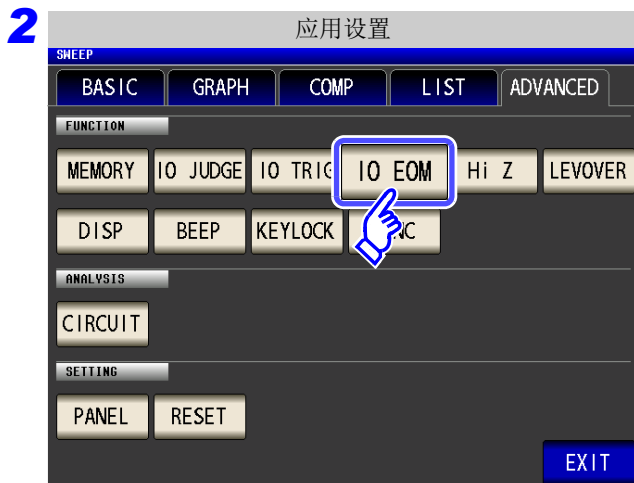 2
应用设置
SWEEP
BASIC GRAPH COMP LIST ADVANCED
FUNCTION
MEMORY IO JUDGE IO TRIG IO EOM Hi Z LEVOVER
DISP BEEP KEYLOCK
ANALYSIS
CIRCUIT
SETTING
PANEL RESET
EXIT